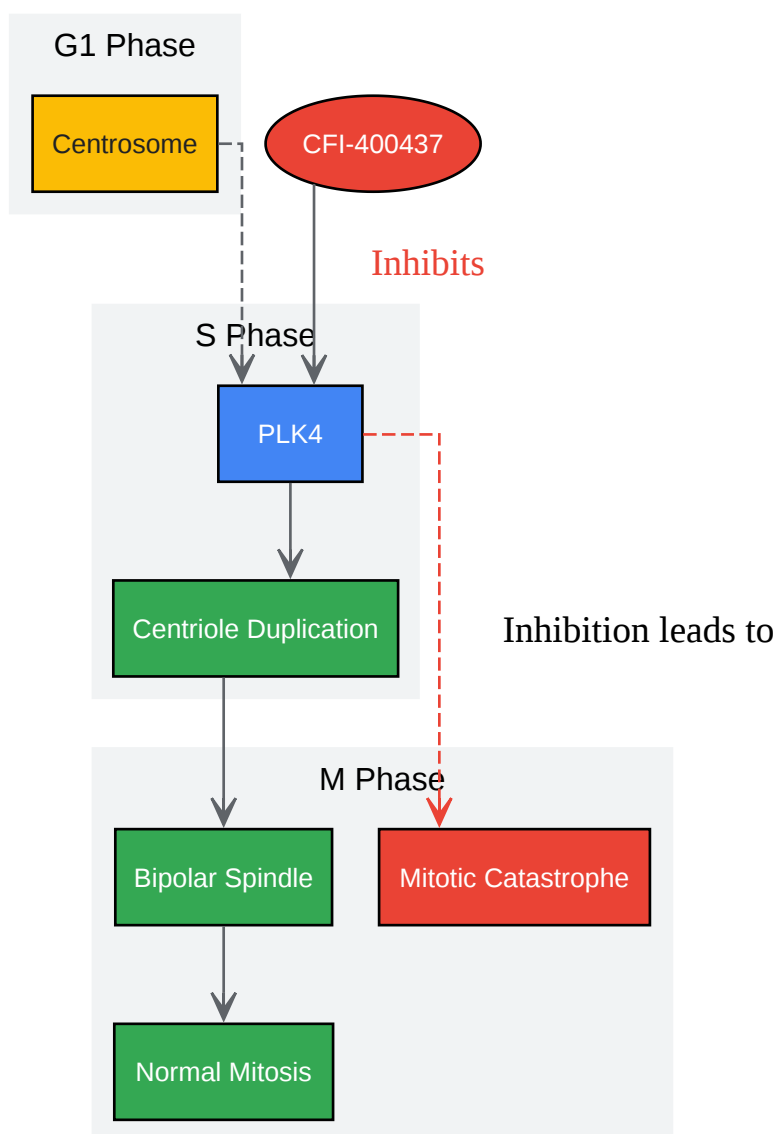 G1 Phase
Centrosome
CFI-400437
Inhibits
S Phase
PLK4
Centriole Duplication
Inhibition leads to
M Phase
Bipolar Spindle
Mitotic Catastrophe
Normal Mitosis